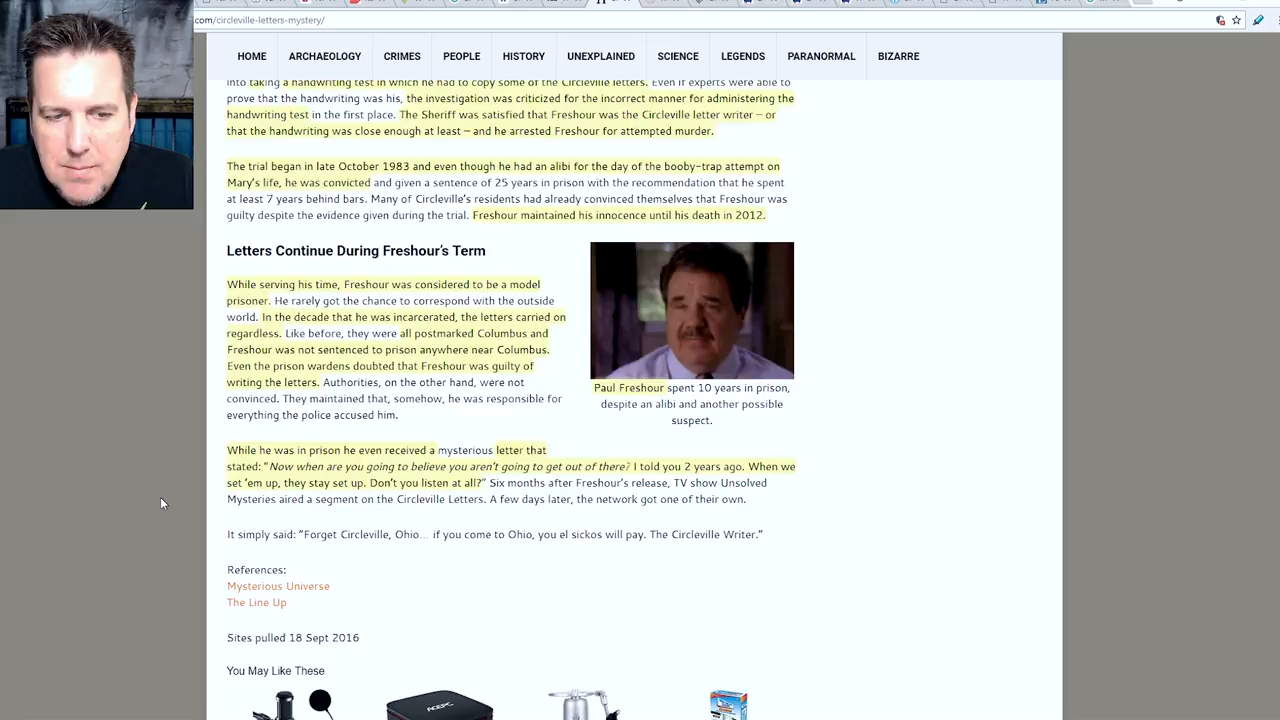 com/circleville-letters-mystery/
HOME ARCHAEOLOGY CRIMES PEOPLE HISTORY UNEXPLAINED SCIENCE LEGENDS PARANORMAL BIZARRE
into taking a handwriting test in which he had to copy some of the Circleville letters. Even if experts were able to
prove that the handwriting was his, the investigation was criticized for the incorrect manner for administering the
handwriting test in the first place. The Sheriff was satisfied that Freshour was the Circleville letter writer – or
that the handwriting was close enough at least – and he arrested Freshour for attempted murder.
The trial began in late October 1983 and even though he had an alibi for the day of the booby-trap attempt on
Mary's life, he was convicted and given a sentence of 25 years in prison with the recommendation that he spent
at least 7 years behind bars. Many of Circleville's residents had already convinced themselves that Freshour was
guilty despite the evidence given during the trial. Freshour maintained his innocence until his death in 2012.
Letters Continue During Freshour's Term
While serving his time, Freshour was considered to be a model
prisoner. He rarely got the chance to correspond with the outside
world. In the decade that he was incarcerated, the letters carried on
regardless. Like before, they were all postmarked Columbus and
Freshour was not sentenced to prison anywhere near Columbus.
Even the prison wardens doubted that Freshour was guilty of
writing the letters. Authorities, on the other hand, were not
convinced. They maintained that, somehow, he was responsible for
everything the police accused him.
Paul Freshour spent 10 years in prison,
despite an alibi and another possible
suspect.
While he was in prison he even received a mysterious letter that
stated: "Now when are you going to believe you aren't going to get out of there? I told you 2 years ago. When we
set 'em up, they stay set up. Don't you listen at all?" Six months after Freshour's release, TV show Unsolved
Mysteries aired a segment on the Circleville Letters. A few days later, the network got one of their own.
It simply said: "Forget Circleville, Ohio... if you come to Ohio, you el sickos will pay. The Circleville Writer."
References:
Mysterious Universe
The Line Up
Sites pulled 18 Sept 2016
You May Like These
ACEPC